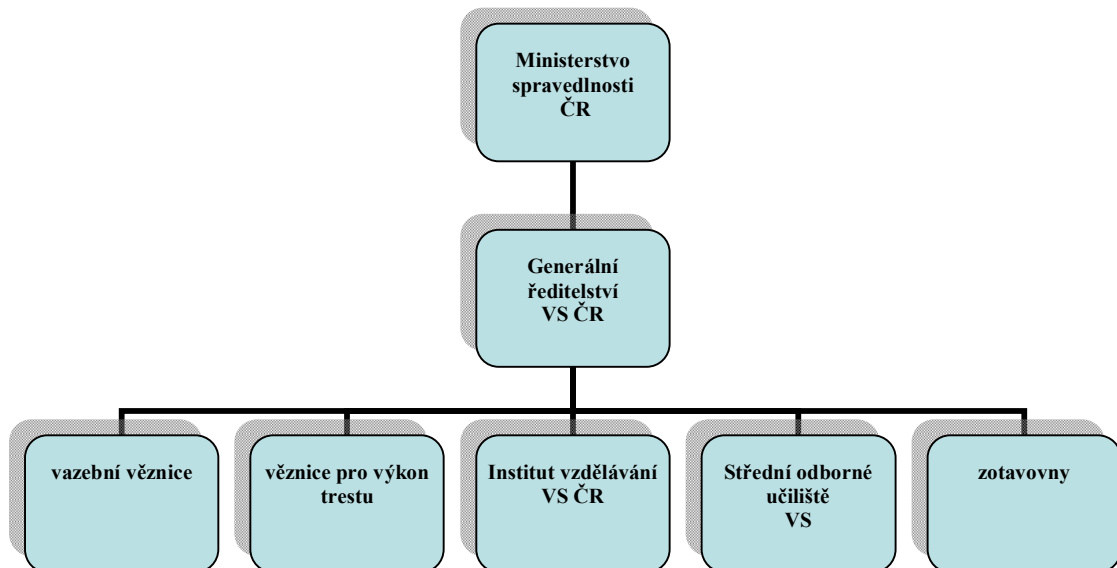 Ministerstvo
spravedlnosti
ČR
Generální
ředitelství
VS ČR
vazební věznice
věznice pro výkon
trestu
Institut vzdělávání
VS ČR
Střední odborné
učiliště
VS
zotavovny